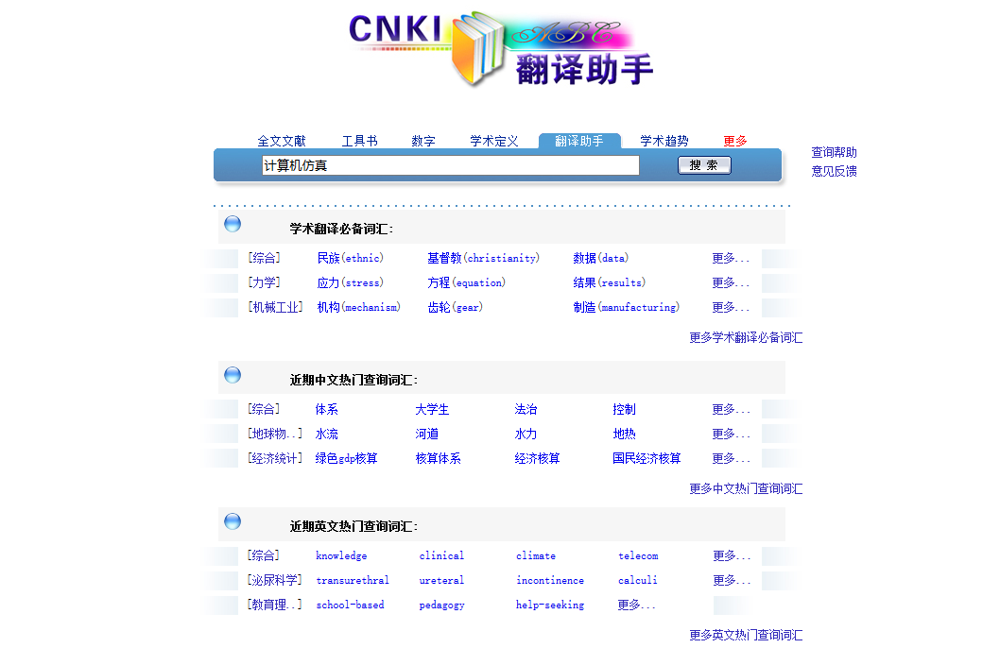 CNKI ABC
翻译助手
全文文献 工具书 数字 学术定义 翻译助手 学术趋势 更多
计算机仿真 搜 索
查询帮助
意见反馈
学术翻译必备词汇:
[综合] 民族(ethnic) 基督教(christianity) 数据(data) 更多...
[力学] 应力(stress) 方程(equation) 结果(results) 更多...
[机械工业] 机构(mechanism) 齿轮(gear) 制造(manufacturing) 更多...
更多学术翻译必备词汇
近期中文热门查询词汇:
[综合] 体系 大学生 法治 控制 更多...
[地球物..] 水流 河道 水力 地热 更多...
[经济统计] 绿色gdp核算 核算体系 经济核算 国民经济核算 更多...
更多中文热门查询词汇
近期英文热门查询词汇:
[综合] knowledge clinical climate telecom 更多...
[泌尿科学] transurethral ureteral incontinence calculi 更多...
[教育理..] school-based pedagogy help-seeking 更多...
更多英文热门查询词汇